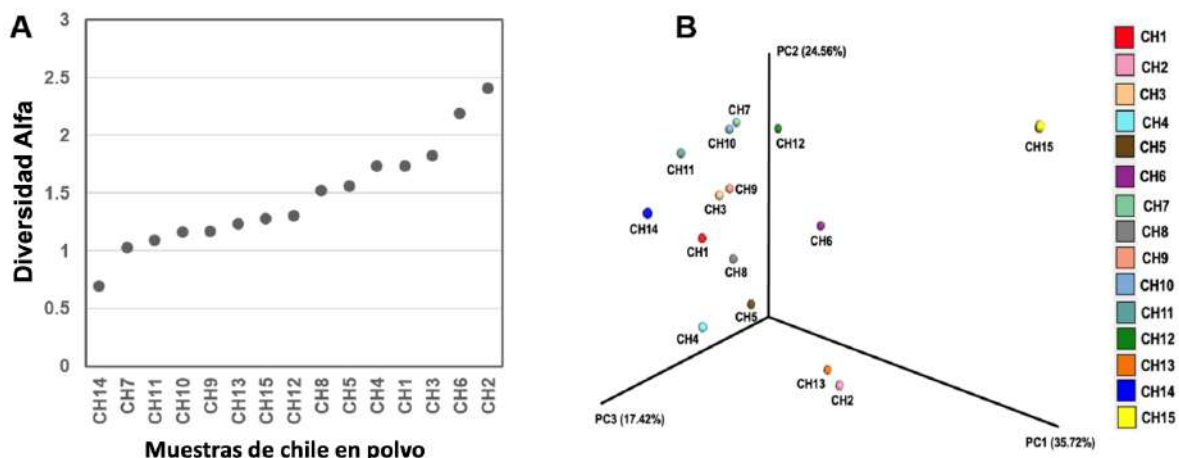 A
Diversidad Alfa
3
2.5
2
1.5
1
0.5
0
CH14
CH7
CH11
CH10
CH9
CH13
CH15
CH12
CH8
CH5
CH4
CH1
CH3
CH6
CH2
Muestras de chile en polvo
B
PC2 (24.56%)
CH7
CH10
CH12
CH15
CH11
CH9
CH3
CH14
CH6
CH1
CH8
CH5
CH4
CH13
CH2
PC3 (17.42%)
PC1 (35.72%)
CH1
CH2
CH3
CH4
CH5
CH6
CH7
CH8
CH9
CH10
CH11
CH12
CH13
CH14
CH15